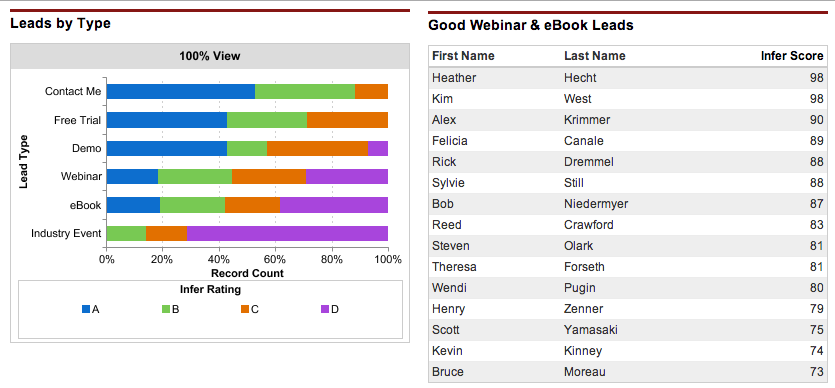 Leads by Type
100% View
Lead Type
Contact Me
Free Trial
Demo
Webinar
eBook
Industry Event
0% 20% 40% 60% 80% 100%
Record Count
Infer Rating
A B C D
Good Webinar & eBook Leads
First Name Last Name Infer Score
Heather Hecht 98
Kim West 98
Alex Krimmer 90
Felicia Canale 89
Rick Dremmel 88
Sylvie Still 88
Bob Niedermyer 87
Reed Crawford 83
Steven Olark 81
Theresa Forseth 81
Wendi Pugin 80
Henry Zenner 79
Scott Yamasaki 75
Kevin Kinney 74
Bruce Moreau 73